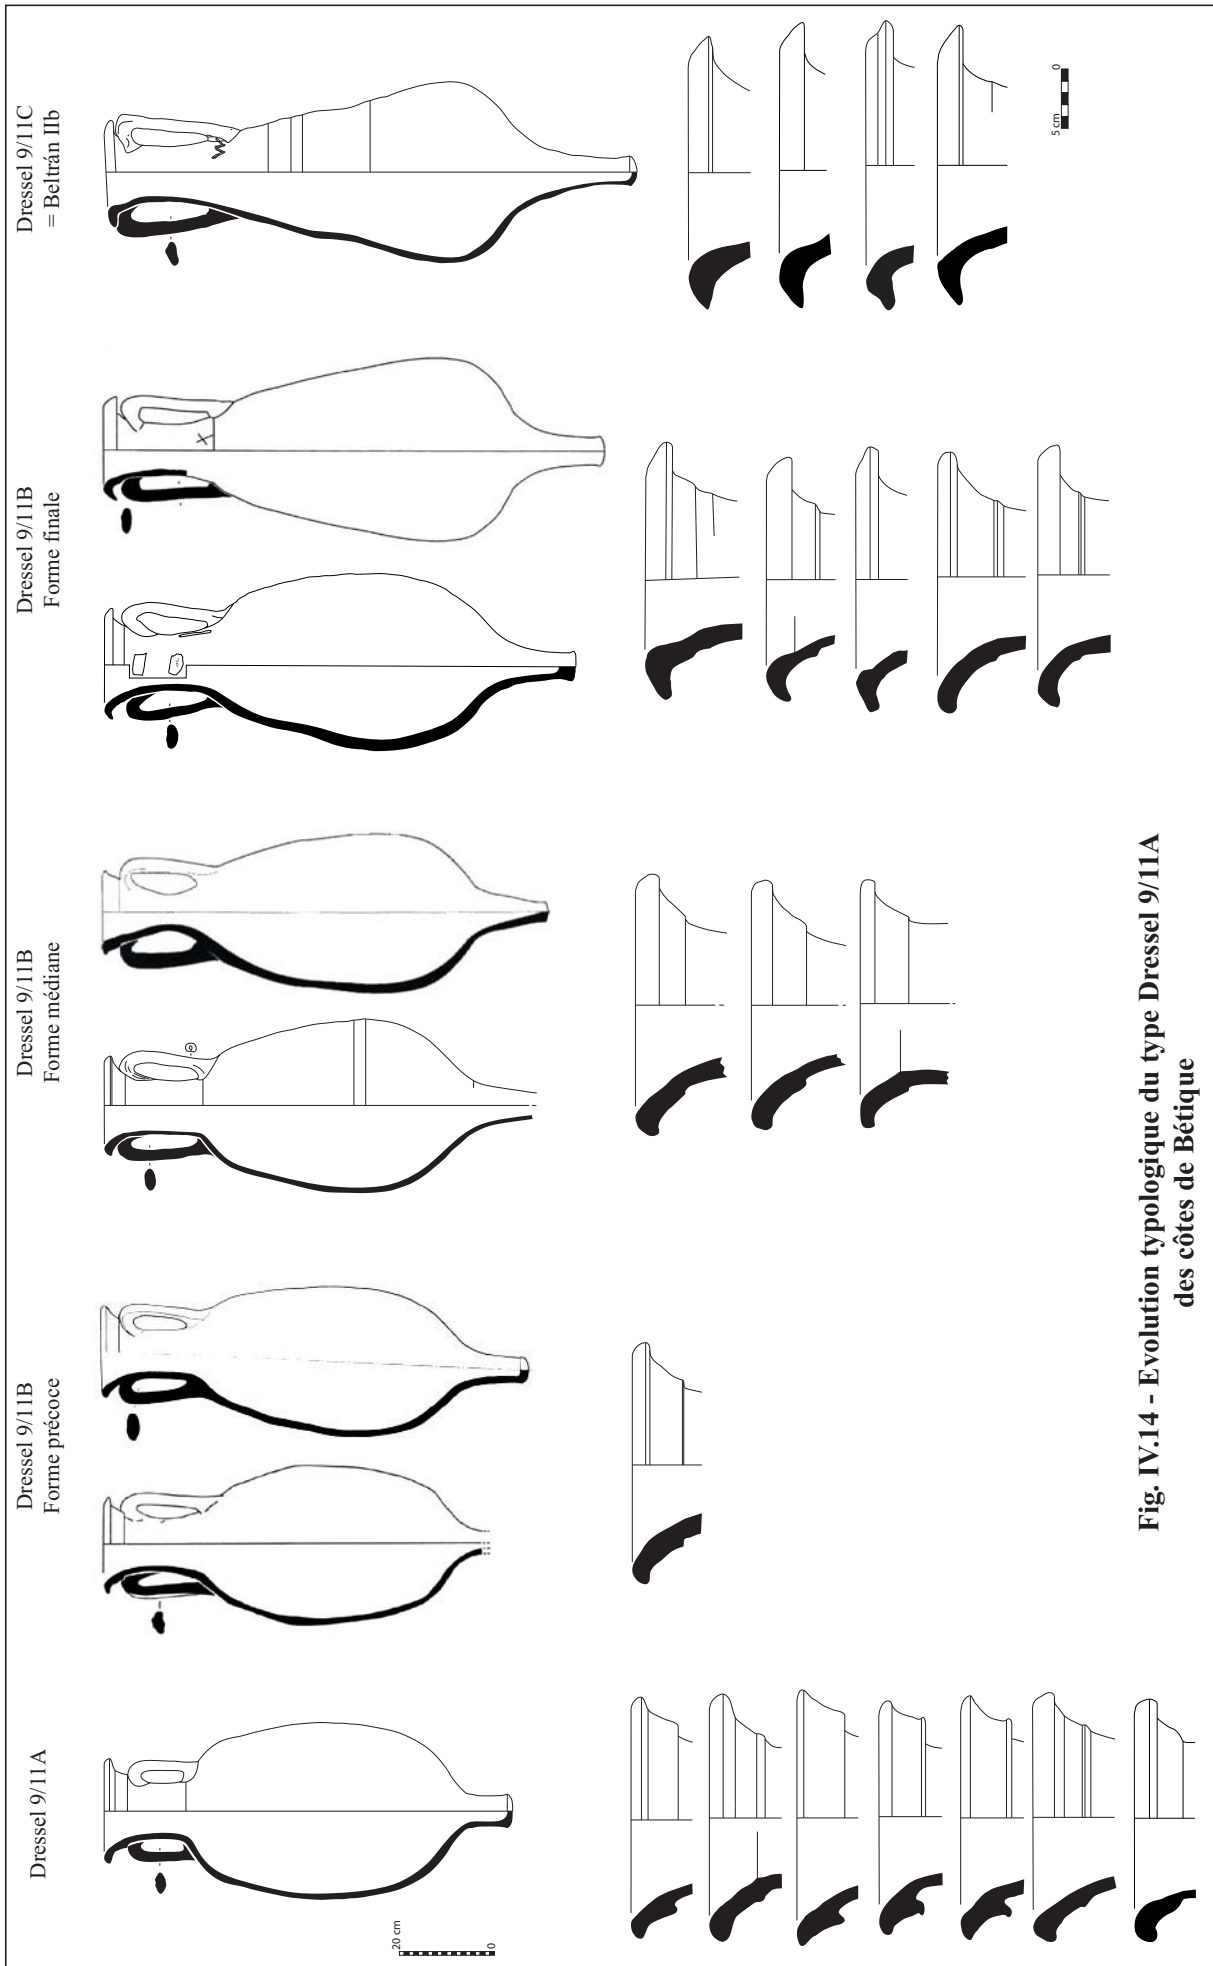 Dressel 9/11A
Dressel 9/11B
Forme précoce
Dressel 9/11B
Forme médiane
Dressel 9/11B
Forme finale
Dressel 9/11C
= Beltrán IIb
20 cm
0
5 cm
0
Fig. IV.14 - Evolution typologique du type Dressel 9/11A
des côtes de Bétique